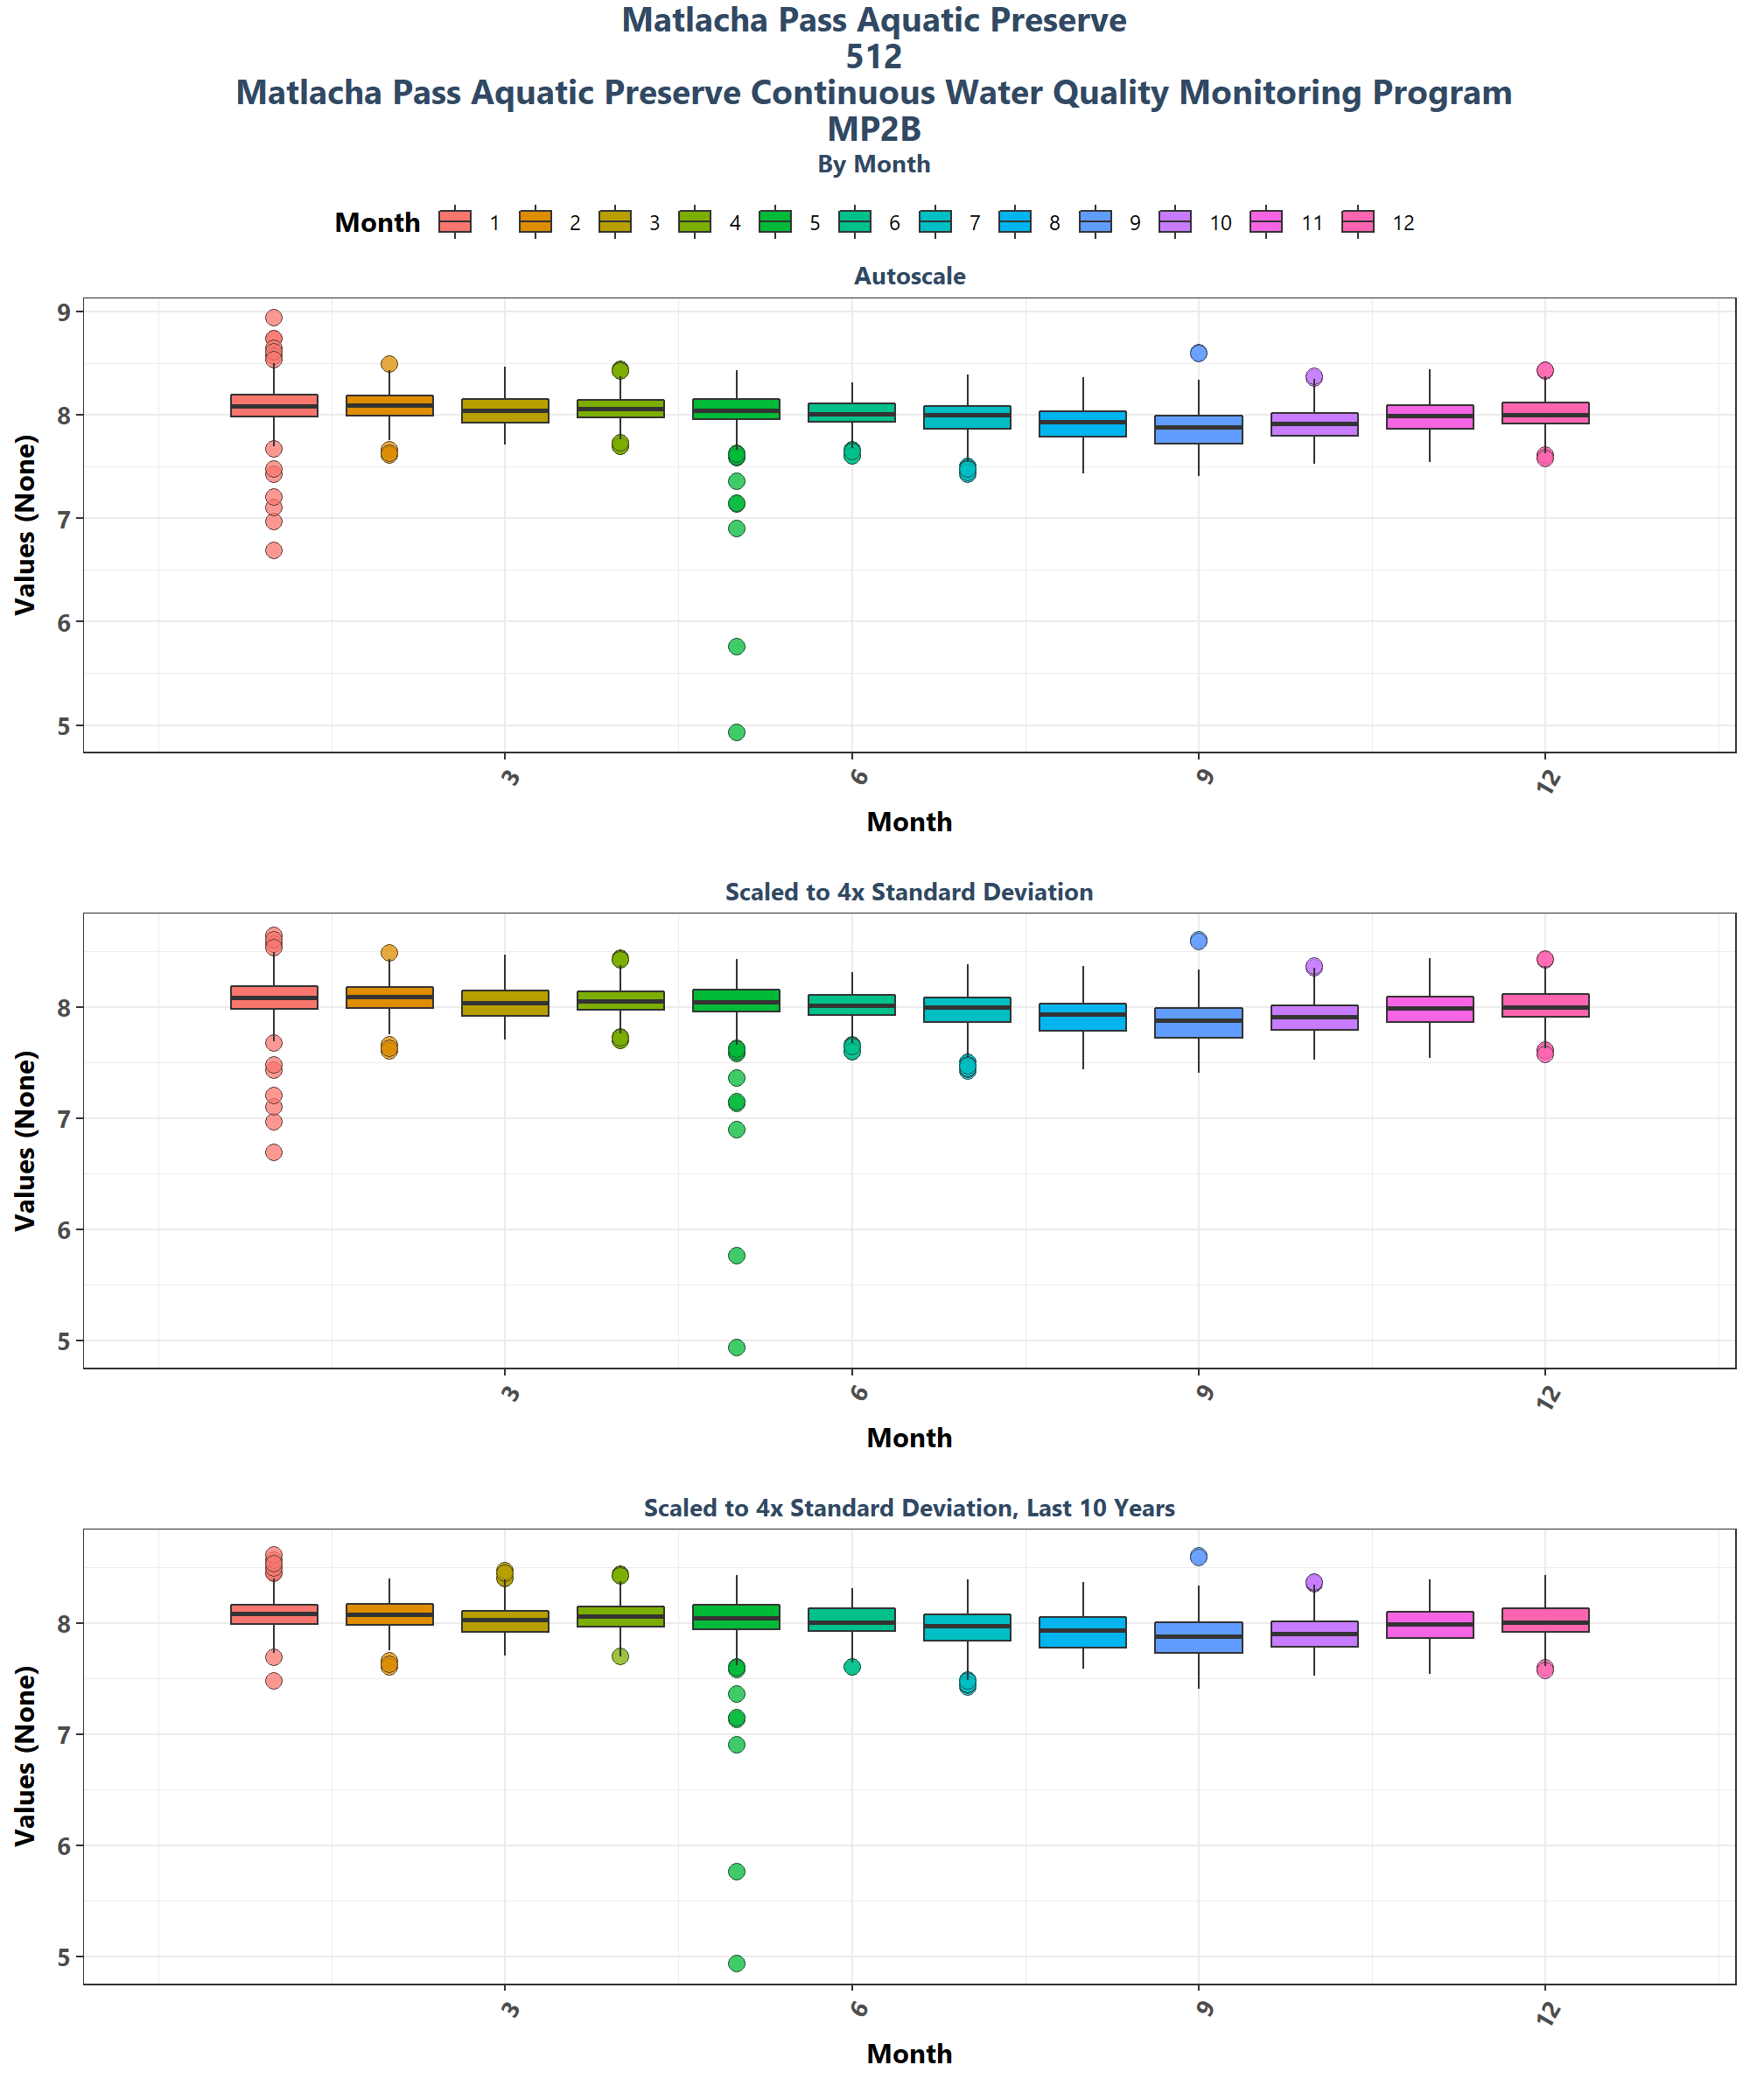 Matlacha Pass Aquatic Preserve
512
Matlacha Pass Aquatic Preserve Continuous Water Quality Monitoring Program
MP2B
By Month
Month 1 2 3 4 5 6 7 8 9 10 11 12
Autoscale
Values (None)
9
8
7
6
5
3 6 9 12
Month
Scaled to 4x Standard Deviation
Values (None)
8
7
6
5
3 6 9 12
Month
Scaled to 4x Standard Deviation, Last 10 Years
Values (None)
8
7
6
5
3 6 9 12
Month